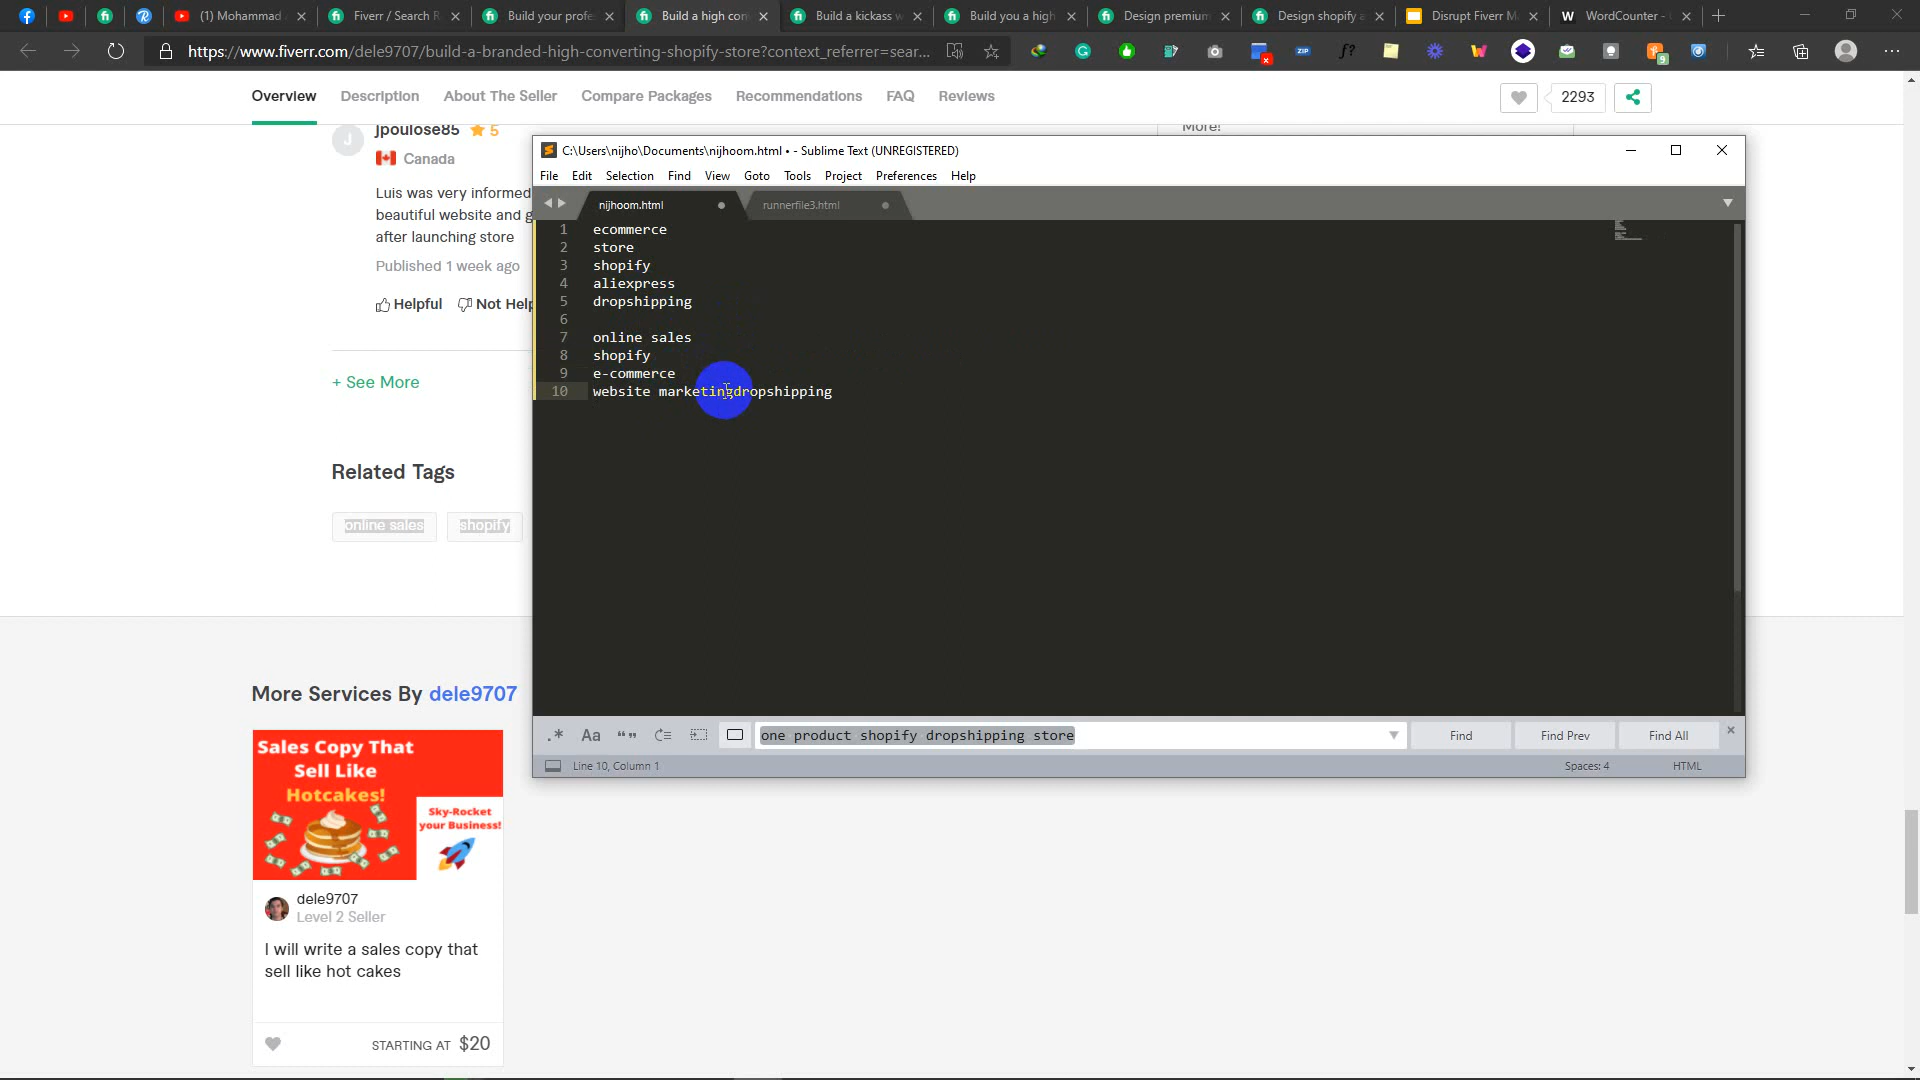 (1) Mohammad
Fiverr / Search R
Build your profe
Build a high con
Build a kickass w
Build you a high
Design premium
Design shopify a
Disrupt Fiverr M
WordCounter -
https://www.fiverr.com/dele9707/build-a-branded-high-converting-shopify-store?context_referrer=sear...
Overview Description About The Seller Compare Packages Recommendations FAQ Reviews
2293
jpoulose85 5
More!
J
Canada
Luis was very informed
beautiful website and g
after launching store
Published 1 week ago
Helpful Not Help
+ See More
Related Tags
online sales shopify
More Services By dele9707
Sales Copy That
Sell Like
Hotcakes!
Sky-Rocket
your Business!
dele9707
Level 2 Seller
I will write a sales copy that
sell like hot cakes
STARTING AT $20
C:\Users\nijho\Documents\nijhoom.html • - Sublime Text (UNREGISTERED)
File Edit Selection Find View Goto Tools Project Preferences Help
nijhoom.html runnerfile3.html
1 ecommerce
2 store
3 shopify
4 aliexpress
5 dropshipping
6
7 online sales
8 shopify
9 e-commerce
10 website marketingdropshipping
one product shopify dropshipping store
Find Find Prev Find All
Line 10, Column 1 Spaces: 4 HTML